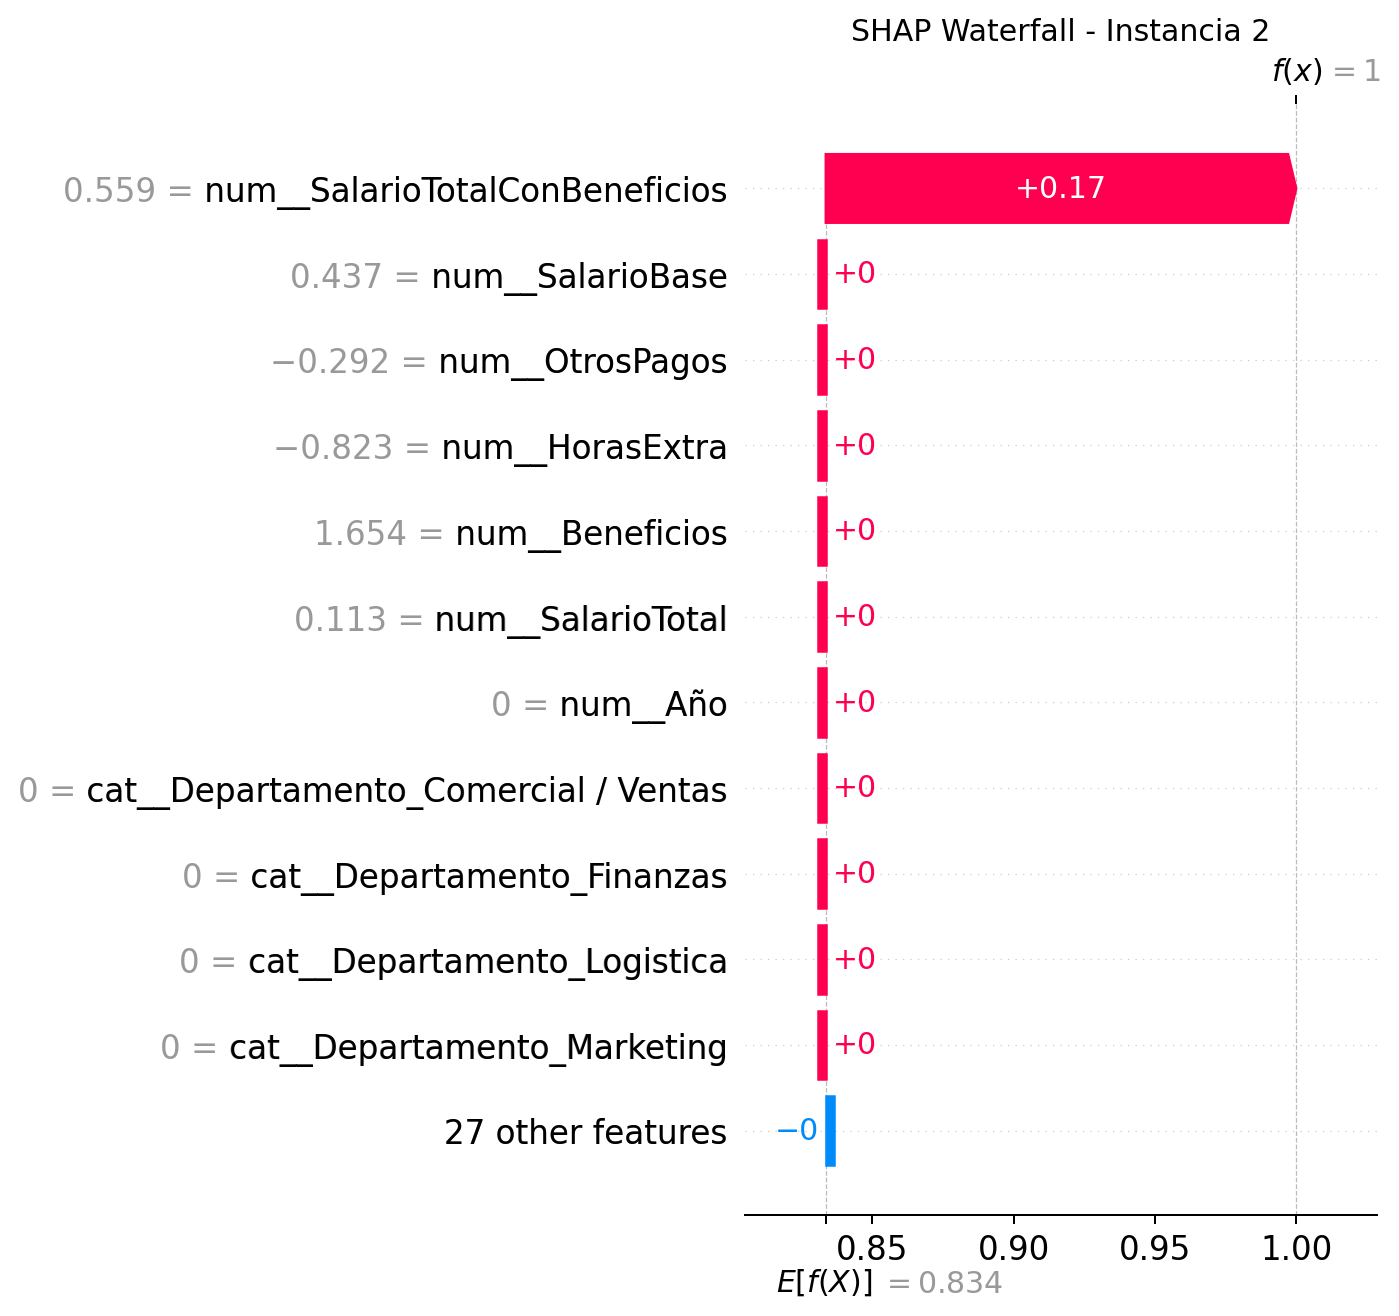 SHAP Waterfall - Instancia 2
f(x) = 1
0.559 = num__SalarioTotalConBeneficios
+0.17
0.437 = num__SalarioBase
+0
−0.292 = num__OtrosPagos
+0
−0.823 = num__HorasExtra
+0
1.654 = num__Beneficios
+0
0.113 = num__SalarioTotal
+0
0 = num__Año
+0
0 = cat__Departamento_Comercial / Ventas
+0
0 = cat__Departamento_Finanzas
+0
0 = cat__Departamento_Logistica
+0
0 = cat__Departamento_Marketing
+0
27 other features
−0
0.85 0.90 0.95 1.00
E[f(X)] = 0.834